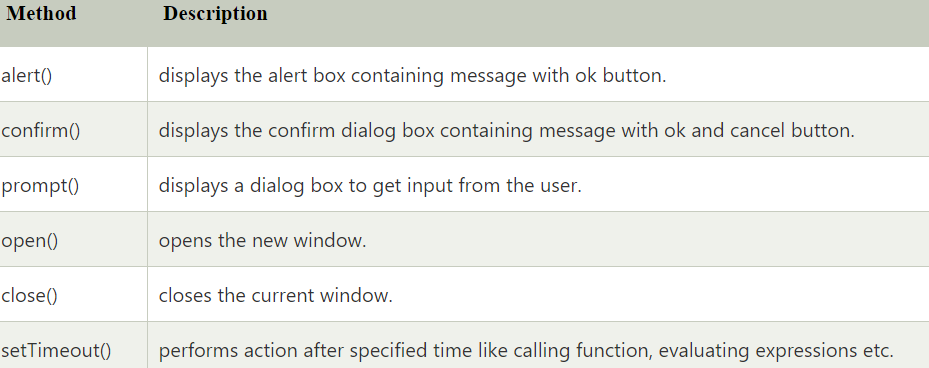 Method Description
alert() displays the alert box containing message with ok button.
confirm() displays the confirm dialog box containing message with ok and cancel button.
prompt() displays a dialog box to get input from the user.
open() opens the new window.
close() closes the current window.
setTimeout() performs action after specified time like calling function, evaluating expressions etc.